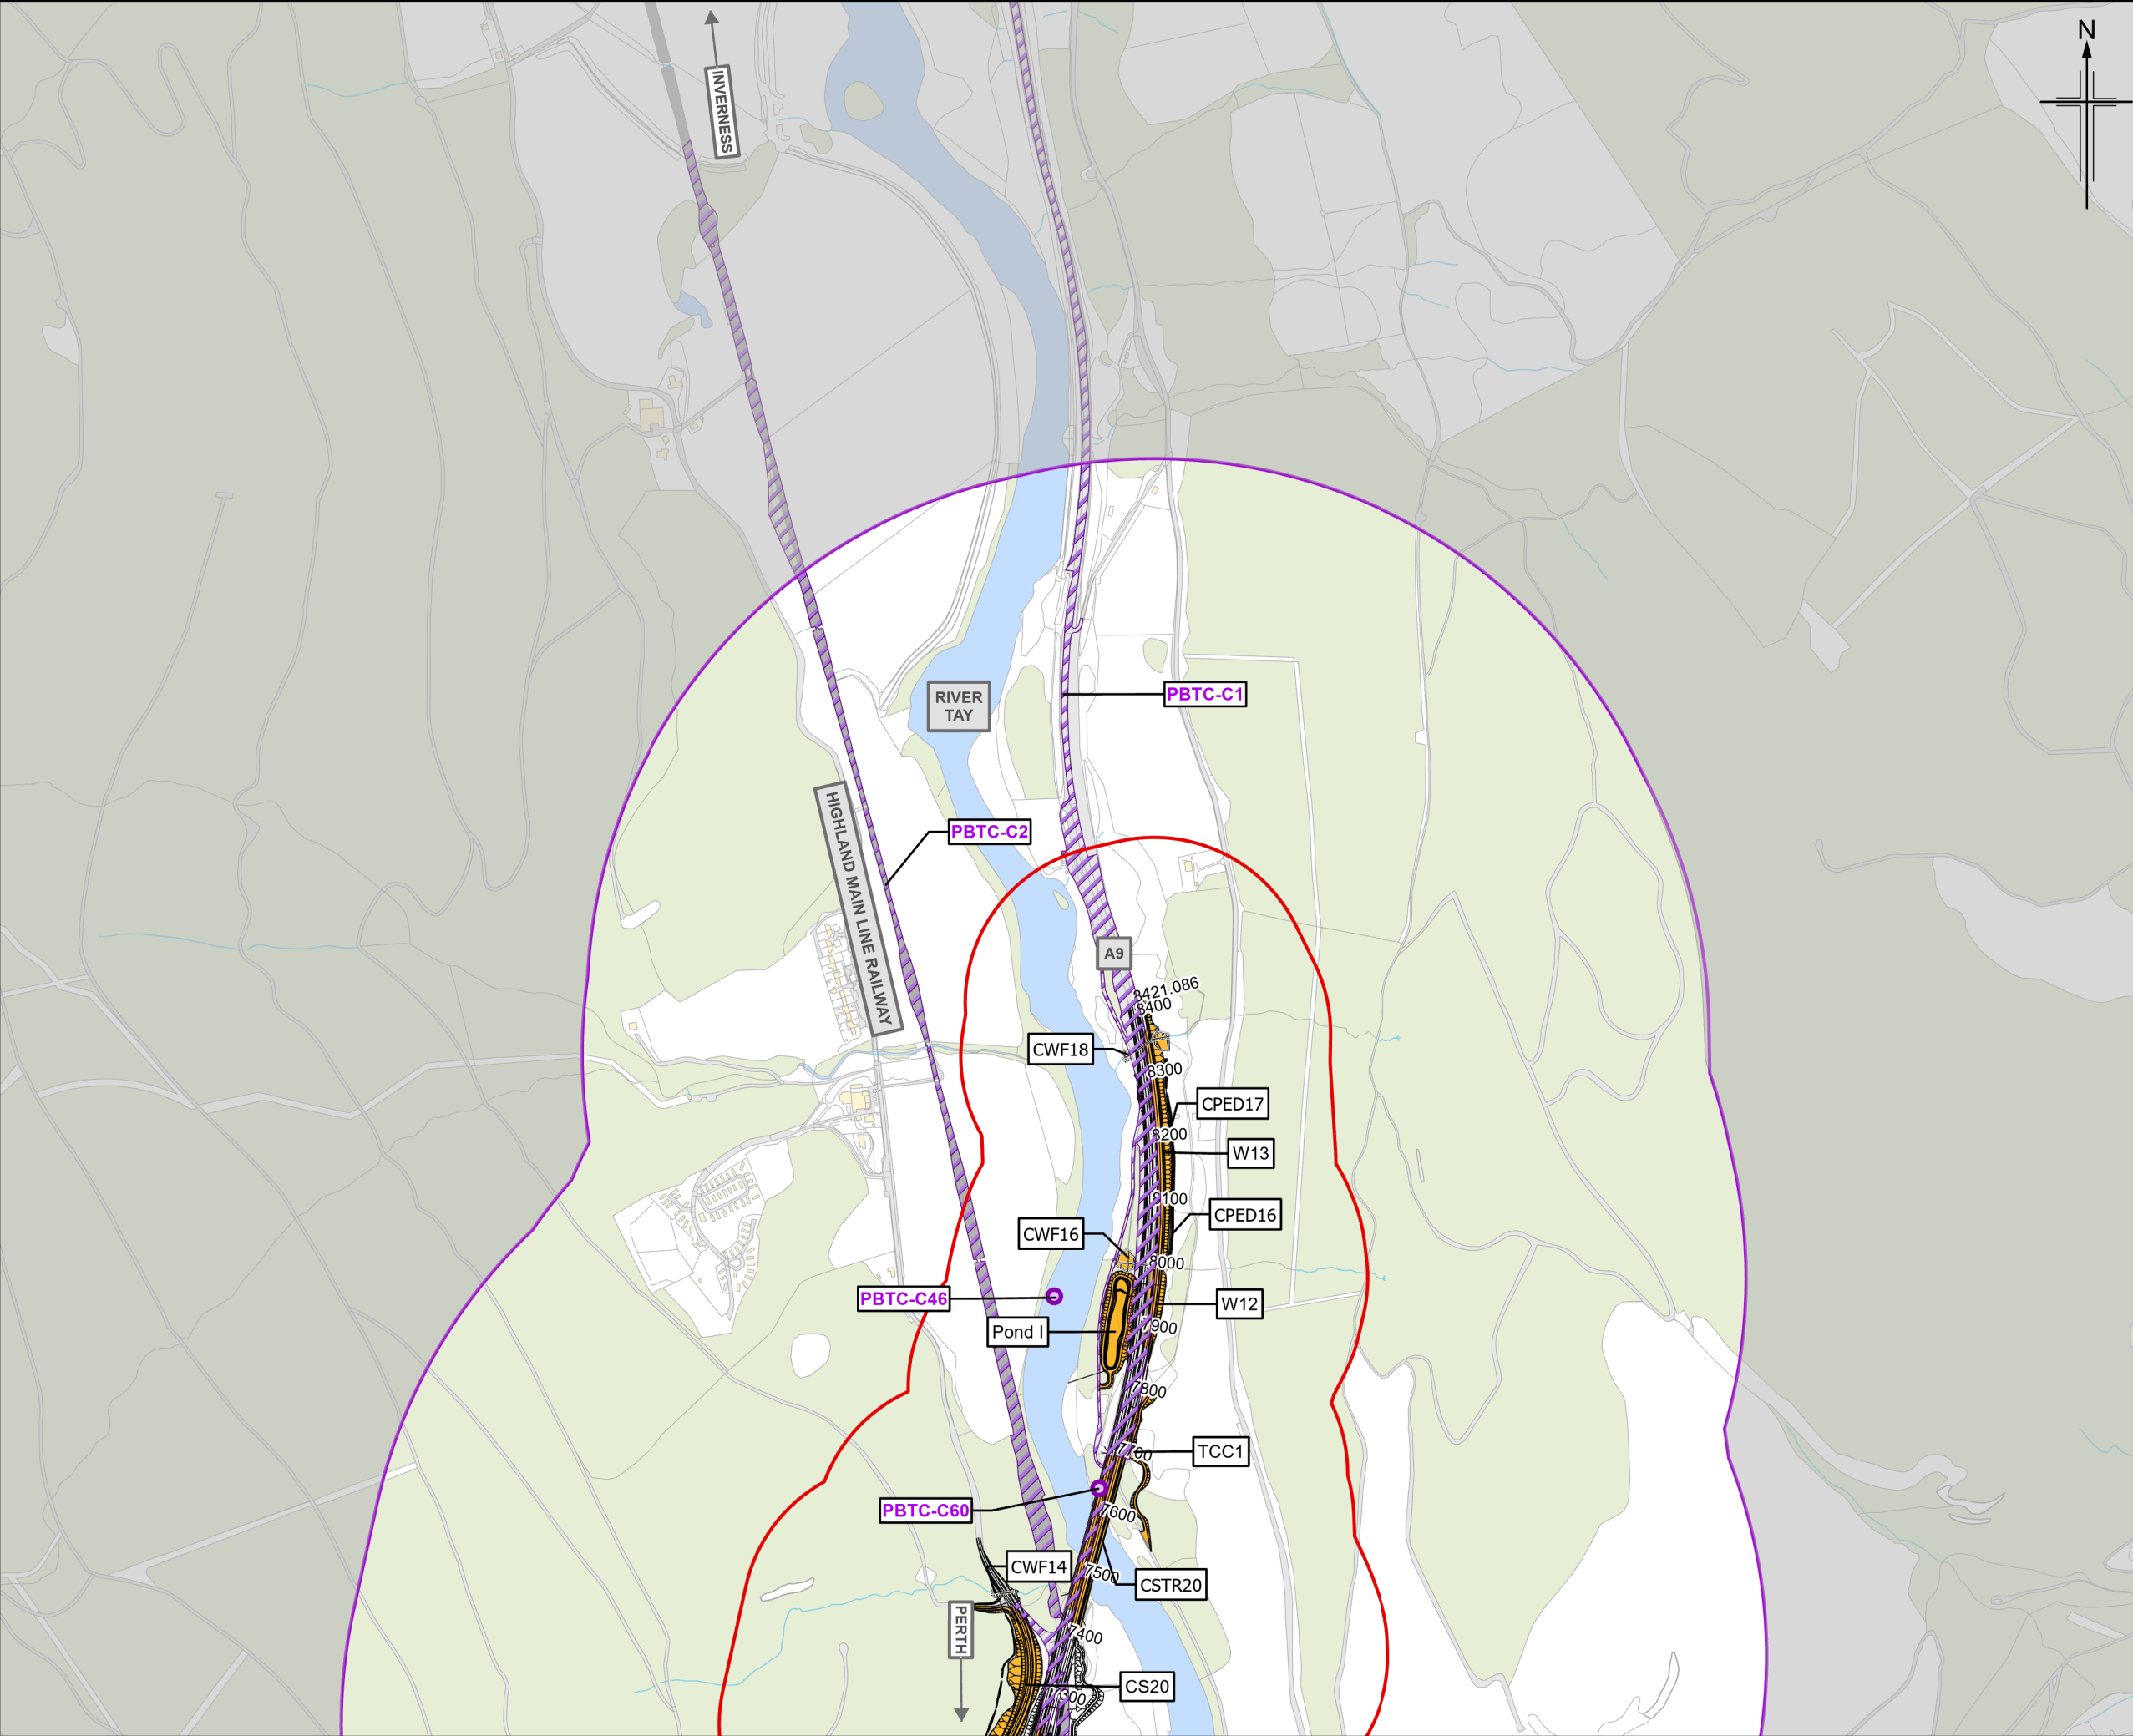 N
INVERNESS
RIVER
TAY
PBTC-C1
HIGHLAND MAIN LINE RAILWAY
PBTC-C2
A9
8421.086
8400
CWF18
8300
CPED17
8200
W13
8100
CPED16
CWF16
8000
PBTC-C46
W12
Pond I
7900
7800
TCC1
7700
PBTC-C60
7600
CWF14
7500
CSTR20
PERTH
7400
CS20
7300